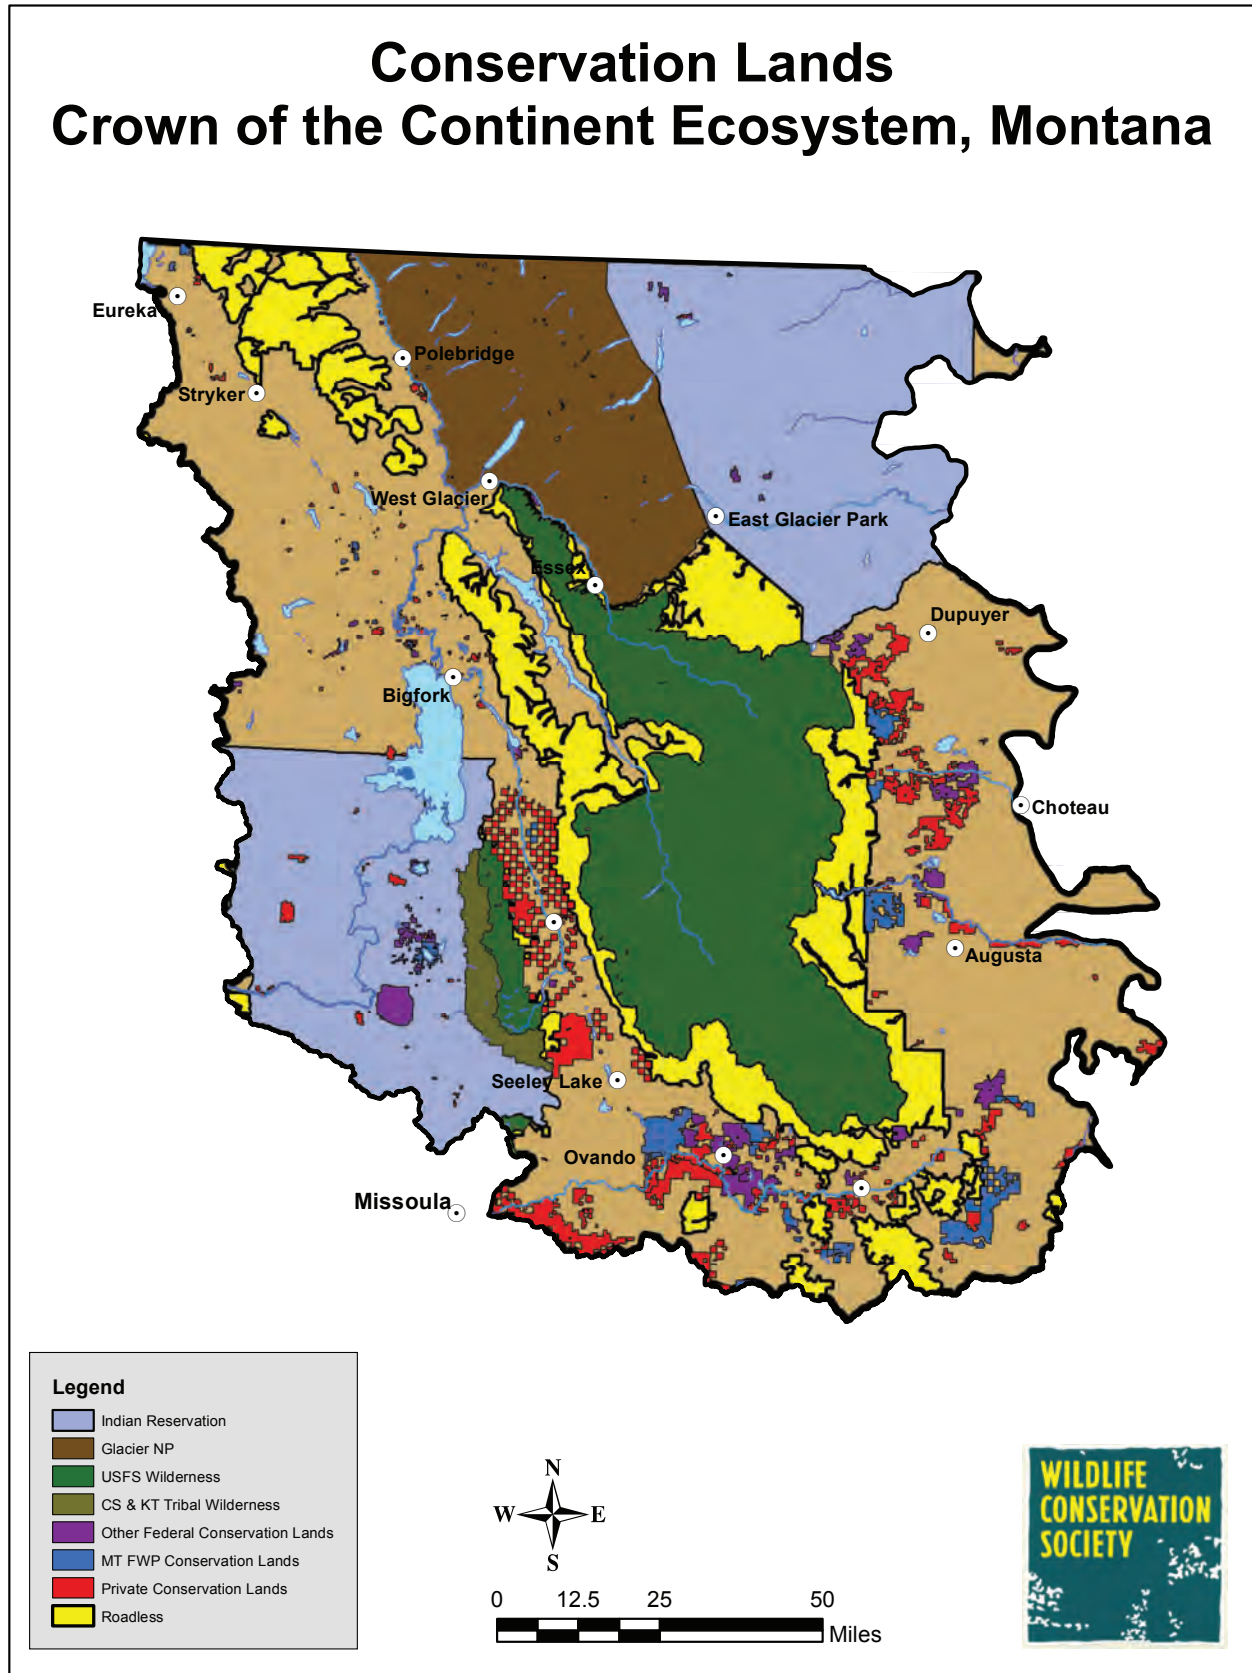 Conservation Lands
Crown of the Continent Ecosystem, Montana
Eureka
Polebridge
Stryker
West Glacier
East Glacier Park
Essex
Dupuyer
Bigfork
Choteau
Augusta
Seeley Lake
Ovando
Missoula
Legend
Indian Reservation
Glacier NP
USFS Wilderness
CS & KT Tribal Wilderness
Other Federal Conservation Lands
MT FWP Conservation Lands
Private Conservation Lands
Roadless
N
W E
S
0 12.5 25 50
Miles
WILDLIFE
CONSERVATION
SOCIETY